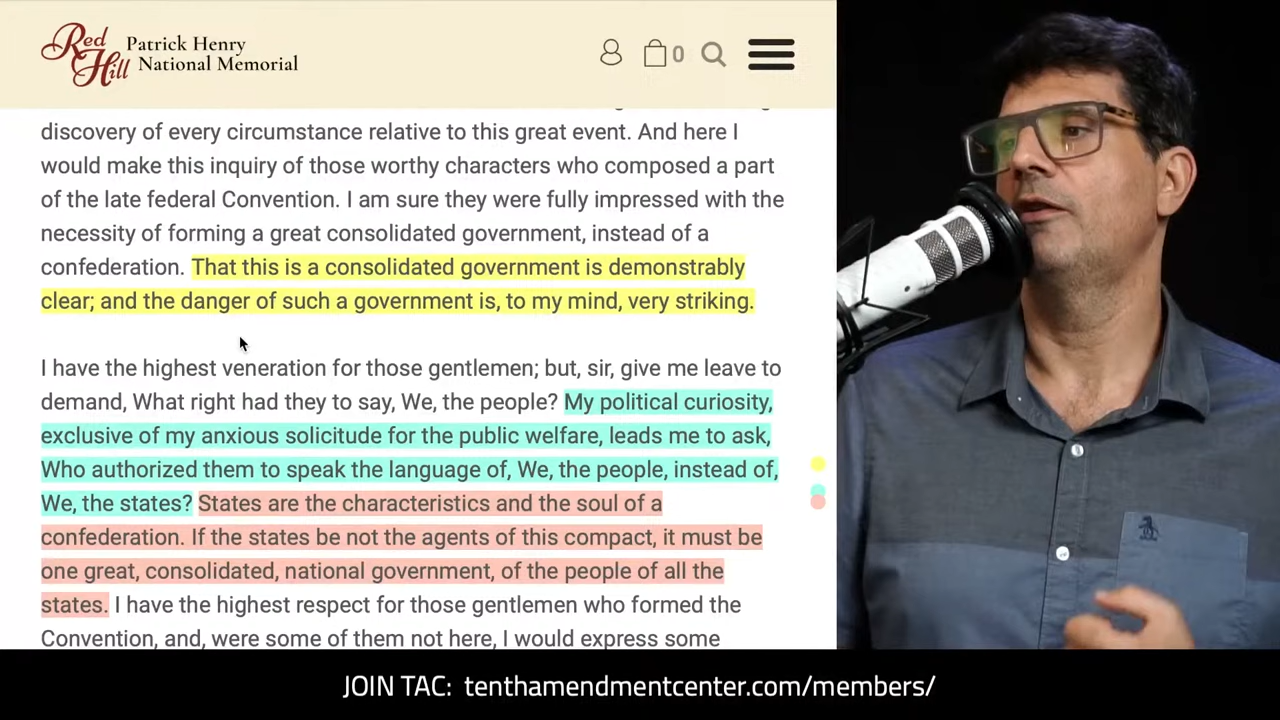 Red Hill
Patrick Henry
National Memorial
0
discovery of every circumstance relative to this great event. And here I
would make this inquiry of those worthy characters who composed a part
of the late federal Convention. I am sure they were fully impressed with the
necessity of forming a great consolidated government, instead of a
confederation. That this is a consolidated government is demonstrably
clear; and the danger of such a government is, to my mind, very striking.
I have the highest veneration for those gentlemen; but, sir, give me leave to
demand, What right had they to say, We, the people? My political curiosity,
exclusive of my anxious solicitude for the public welfare, leads me to ask,
Who authorized them to speak the language of, We, the people, instead of,
We, the states? States are the characteristics and the soul of a
confederation. If the states be not the agents of this compact, it must be
one great, consolidated, national government, of the people of all the
states. I have the highest respect for those gentlemen who formed the
Convention, and, were some of them not here, I would express some
JOIN TAC: tenthamendmentcenter.com/members/